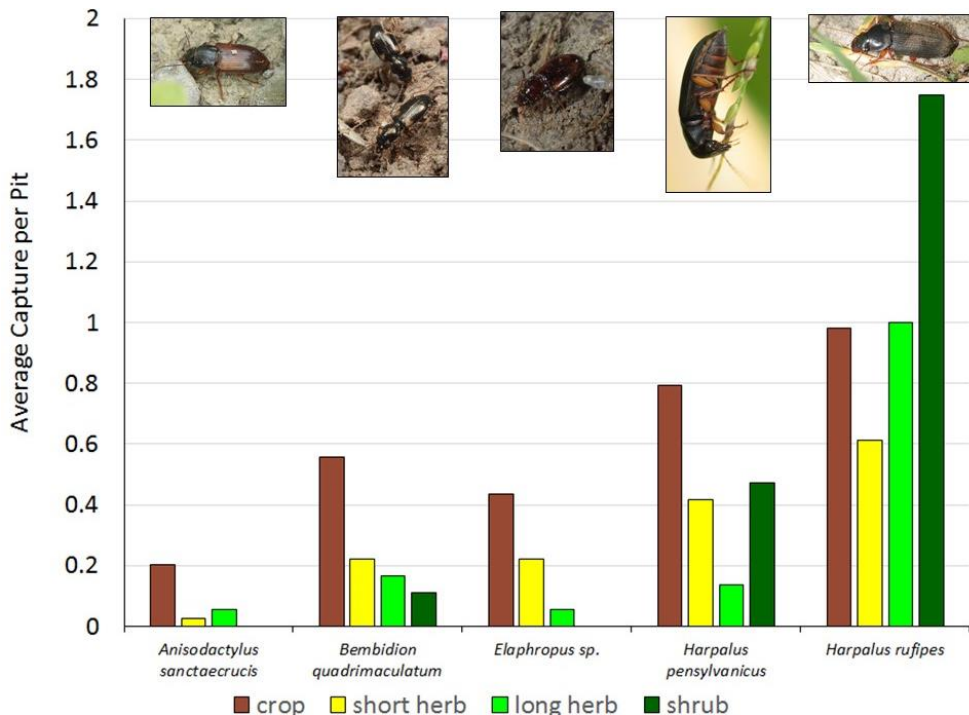 Average Capture per Pit
2
1.8
1.6
1.4
1.2
1
0.8
0.6
0.4
0.2
0
Anisodactylus
sanctaecrucis
Bembidion
quadrimaculatum
Elaphropus sp.
Harpalus
pensylvanicus
Harpalus rufipes
crop short herb long herb shrub